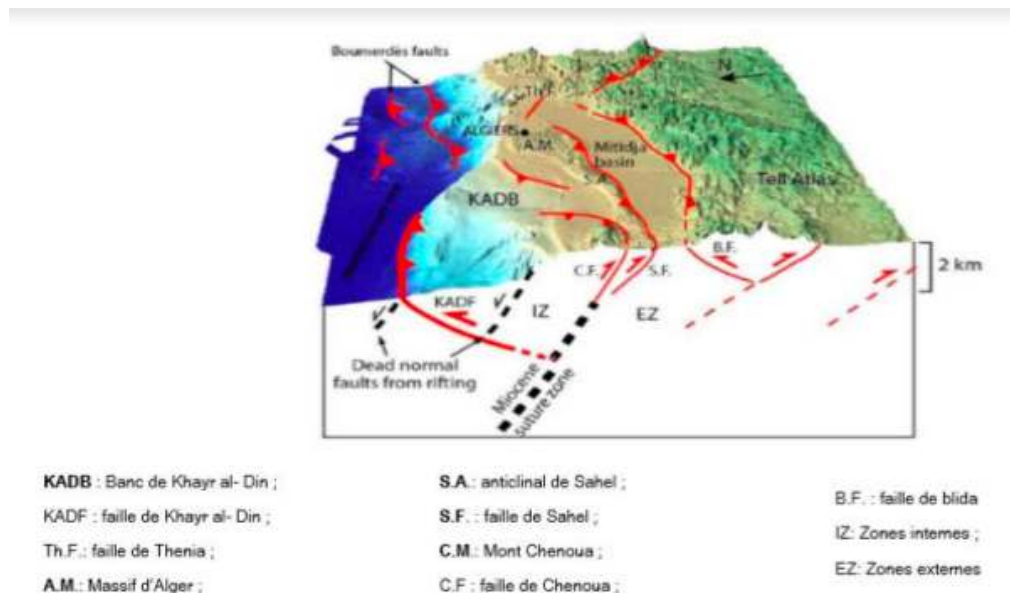 Boumerdès faults
N
Th.F.
ALGIERS
A.M.
Mitidja
basin
S.A.
Tell Atlas
KADB
B.F.
C.F.
S.F.
2 km
KADF
IZ
EZ
Dead normal
faults from rifting
Miocene
suture zone
KADB : Banc de Khayr al- Din ;
KADF : faille de Khayr al- Din ;
Th.F.: faille de Thenia ;
A.M.: Massif d'Alger ;
S.A.: anticlinal de Sahel ;
S.F. : faille de Sahel ;
C.M.: Mont Chenoua ;
C.F : faille de Chenoua ;
B.F. : faille de blida
IZ: Zones internes ;
EZ: Zones externes